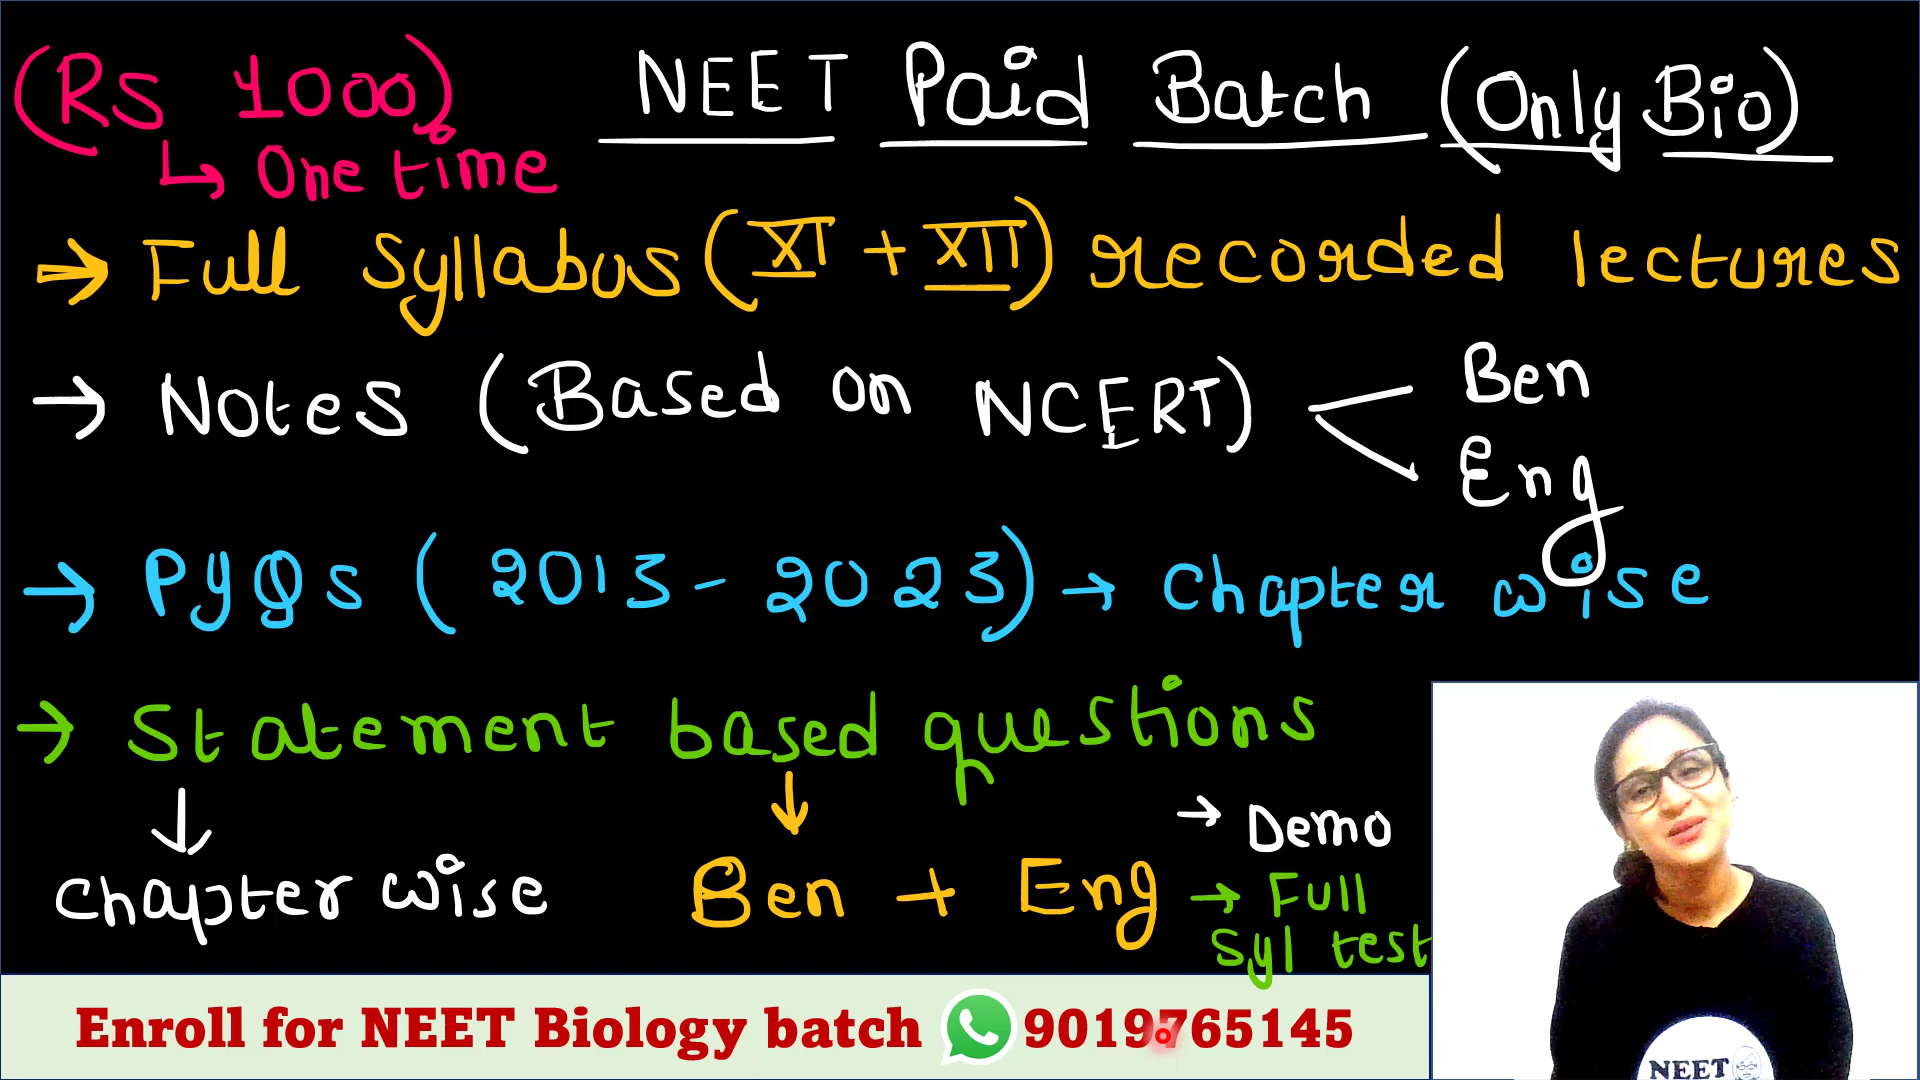 (Rs 1000) NEET Paid Batch (Only Bio)
↳ One time
→ Full Syllabus (XI + XII) recorded lectures
→ Notes (Based on NCERT) Ben
Eng
→ PYQs (2013 - 2023) → Chapter wise
→ Statement based questions
↓ ↓
Chapter wise Ben + Eng → Demo
→ Full
Syl test
Enroll for NEET Biology batch 9019765145
NEET